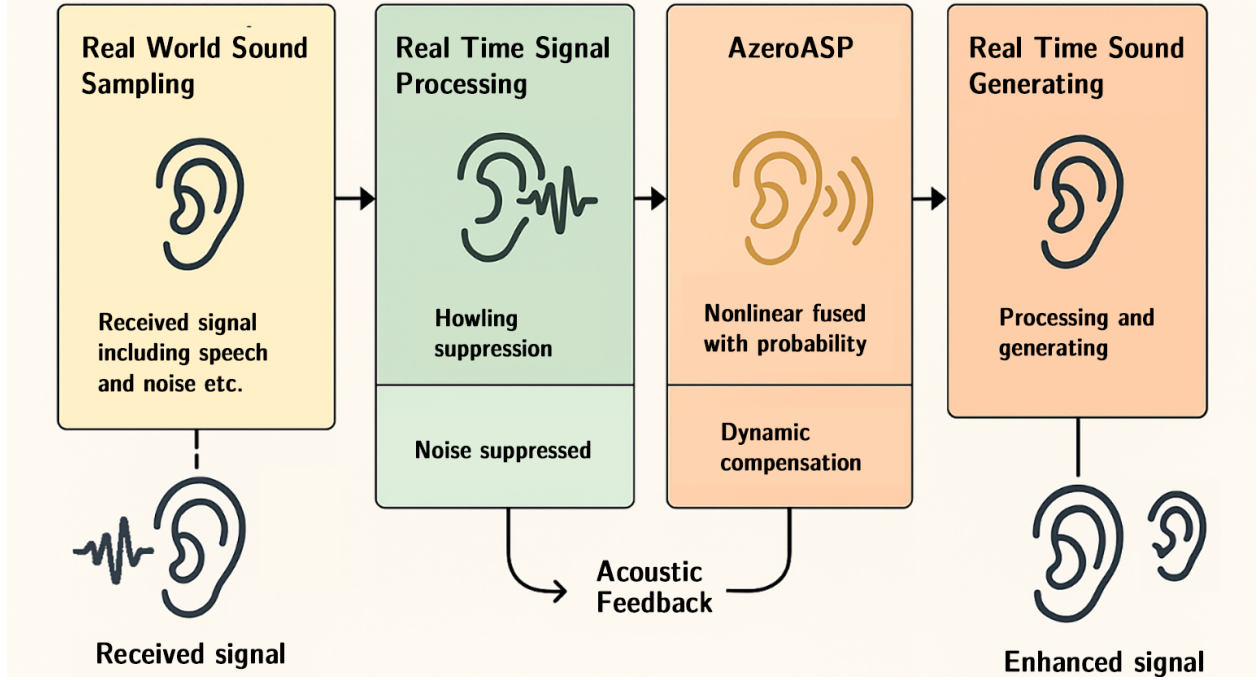 Real World Sound
Sampling
Received signal
including speech
and noise etc.
Received signal
Real Time Signal
Processing
Howling
suppression
Noise suppressed
AzeroASP
Nonlinear fused
with probability
Dynamic
compensation
Acoustic
Feedback
Real Time Sound
Generating
Processing and
generating
Enhanced signal